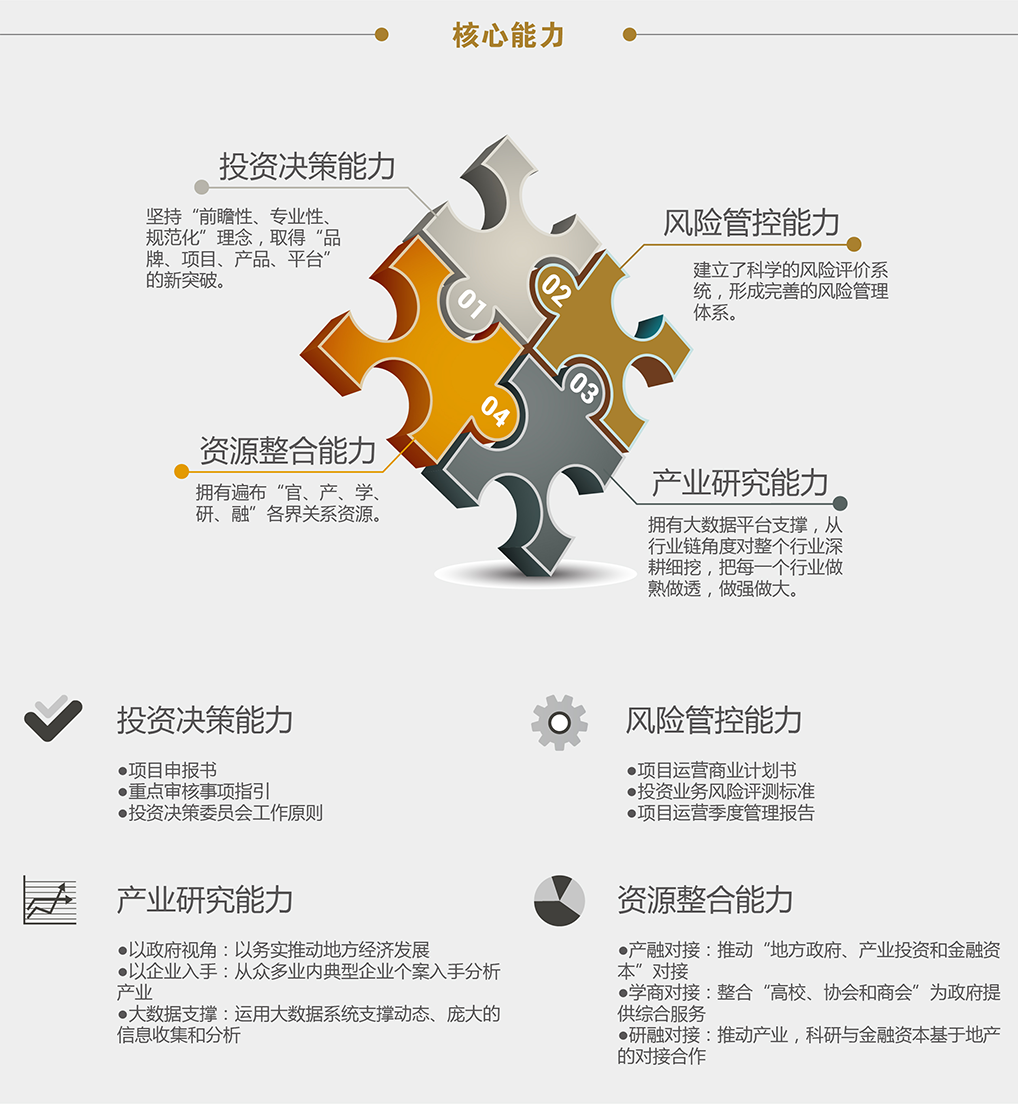 核心能力
投资决策能力
坚持“前瞻性、专业性、
规范化”理念，取得“品
牌、项目、产品、平台”
的新突破。
风险管控能力
建立了科学的风险评价系
统，形成完善的风险管理
体系。
01
02
03
04
资源整合能力
拥有遍布“官、产、学、
研、融”各界关系资源。
产业研究能力
拥有大数据平台支撑，从
行业链角度对整个行业深
耕细挖，把每一个行业做
熟做透，做强做大。
投资决策能力
●项目申报书
●重点审核事项指引
●投资决策委员会工作原则
风险管控能力
●项目运营商业计划书
●投资业务风险评测标准
●项目运营季度管理报告
产业研究能力
●以政府视角：以务实推动地方经济发展
●以企业入手：从众多业内典型企业个案入手分析
产业
●大数据支撑：运用大数据系统支撑动态、庞大的
信息收集和分析
资源整合能力
●产融对接：推动“地方政府、产业投资和金融资
本”对接
●学商对接：整合“高校、协会和商会”为政府提
供综合服务
●研融对接：推动产业，科研与金融资本基于地产
的对接合作